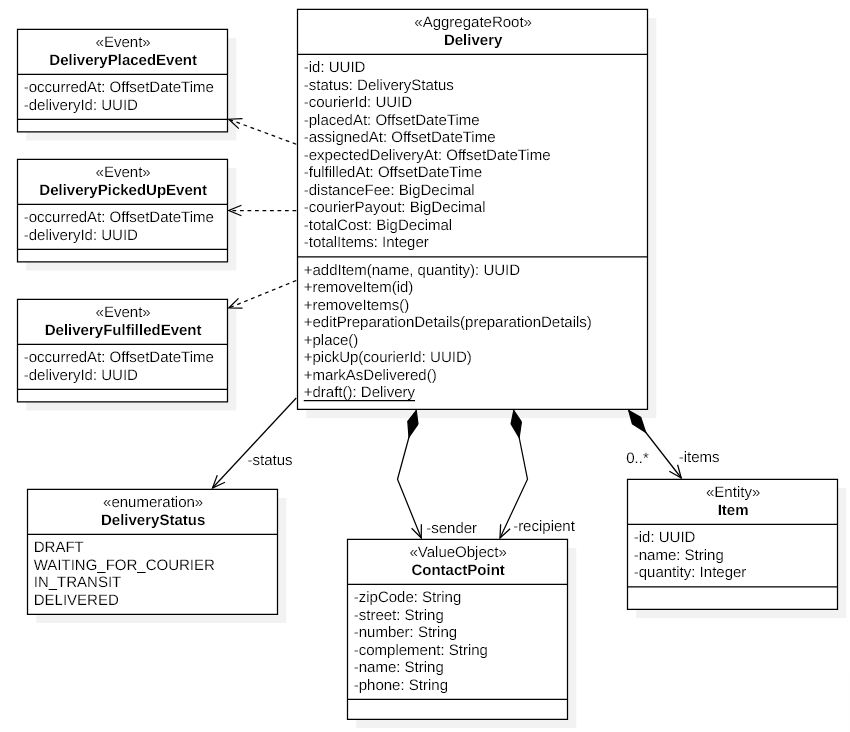 «Event»
DeliveryPlacedEvent
-occurredAt: OffsetDateTime
-deliveryId: UUID
«Event»
DeliveryPickedUpEvent
-occurredAt: OffsetDateTime
-deliveryId: UUID
«Event»
DeliveryFulfilledEvent
-occurredAt: OffsetDateTime
-deliveryId: UUID
«AggregateRoot»
Delivery
-id: UUID
-status: DeliveryStatus
-courierId: UUID
-placedAt: OffsetDateTime
-assignedAt: OffsetDateTime
-expectedDeliveryAt: OffsetDateTime
-fulfilledAt: OffsetDateTime
-distanceFee: BigDecimal
-courierPayout: BigDecimal
-totalCost: BigDecimal
-totalItems: Integer
+addItem(name, quantity): UUID
+removeItem(id)
+removeItems()
+editPreparationDetails(preparationDetails)
+place()
+pickUp(courierId: UUID)
+markAsDelivered()
+draft(): Delivery
-status
0..*
-items
-sender
-recipient
«enumeration»
DeliveryStatus
DRAFT
WAITING_FOR_COURIER
IN_TRANSIT
DELIVERED
«ValueObject»
ContactPoint
-zipCode: String
-street: String
-number: String
-complement: String
-name: String
-phone: String
«Entity»
Item
-id: UUID
-name: String
-quantity: Integer